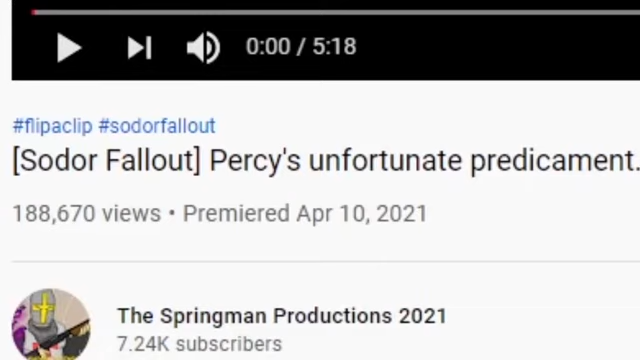 0:00 / 5:18
#flipaclip #sodorfallout
[Sodor Fallout] Percy's unfortunate predicament.
188,670 views • Premiered Apr 10, 2021
The Springman Productions 2021
7.24K subscribers